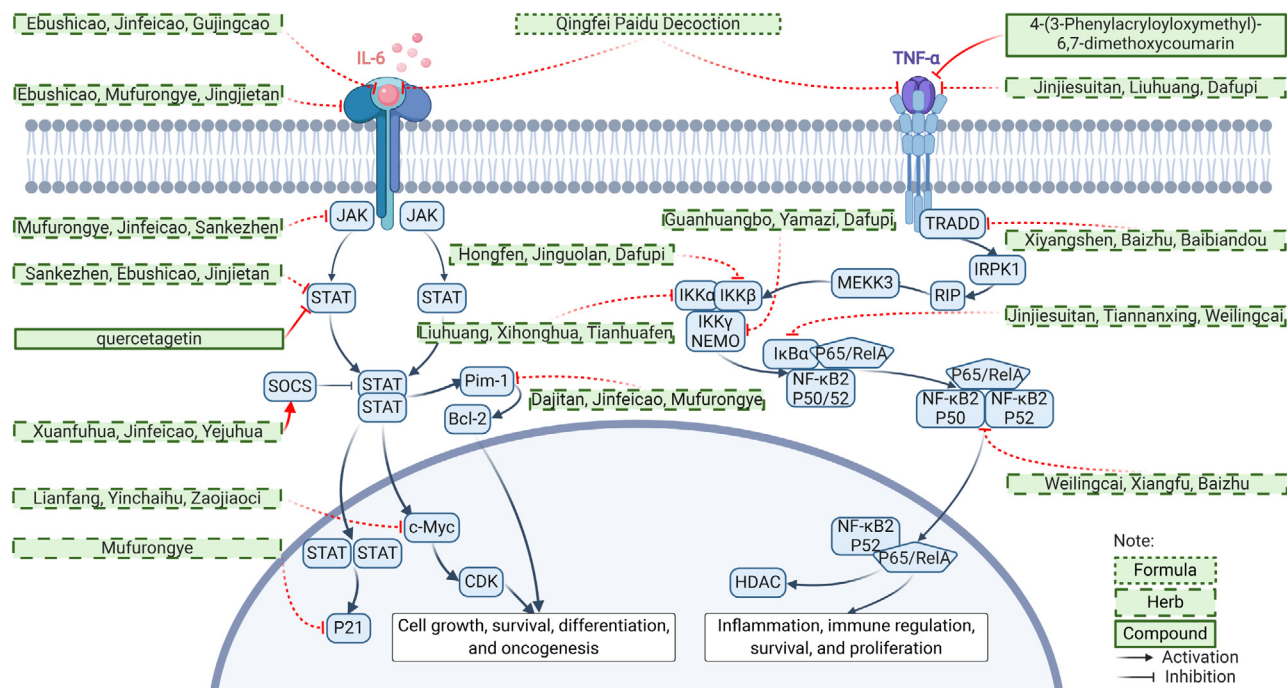 Ebushicao, Jinfeicao, Gujingcao
Qingfei Paidu Decoction
4-(3-Phenylacryloyloxymethyl)-
6,7-dimethoxycoumarin
IL-6
TNF-α
Ebushicao, Mufurongye, Jingjietan
Jinjiesuitan, Liuhuang, Dafupi
JAK
JAK
Mufurongye, Jinfeicao, Sankezhen
Guanhuangbo, Yamazi, Dafupi
TRADD
Xiyangshen, Baizhu, Baibiandou
Hongfen, Jinguolan, Dafupi
IRPK1
Sankezhen, Ebushicao, Jinjietan
STAT
STAT
IKKα
IKKβ
MEKK3
RIP
quercetagetin
Liuhuang, Xihonghua, Tianhuafen
IKKγ
NEMO
Jinjiesuitan, Tiannanxing, Weilingcai
IκBα
P65/RelA
SOCS
STAT
STAT
Pim-1
NF-κB2
P50/52
P65/RelA
Dajitan, Jinfeicao, Mufurongye
NF-κB2
P50
NF-κB2
P52
Bcl-2
Xuanfuhua, Jinfeicao, Yejuhua
Weilingcai, Xiangfu, Baizhu
Lianfang, Yinchaihu, Zaojiaoci
c-Myc
NF-κB2
P52
P65/RelA
Mufurongye
STAT
STAT
CDK
HDAC
P21
Cell growth, survival, differentiation,
and oncogenesis
Inflammation, immune regulation,
survival, and proliferation
Note:
Formula
Herb
Compound
Activation
Inhibition